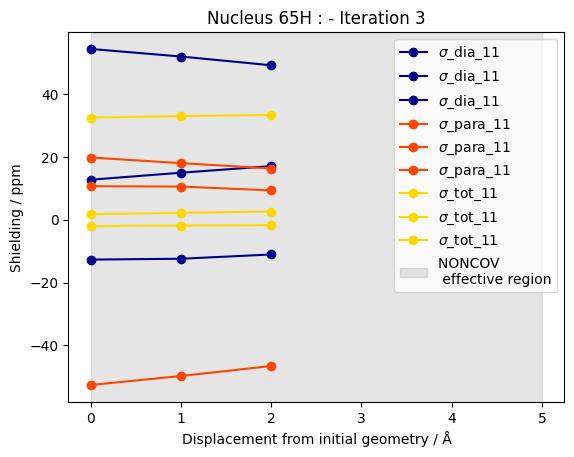 Nucleus 65H : - Iteration 3
σ_dia_11
σ_dia_11
σ_dia_11
σ_para_11
σ_para_11
σ_para_11
σ_tot_11
σ_tot_11
σ_tot_11
NONCOV
effective region
Shielding / ppm
40
20
0
−20
−40
0 1 2 3 4 5
Displacement from initial geometry / Å